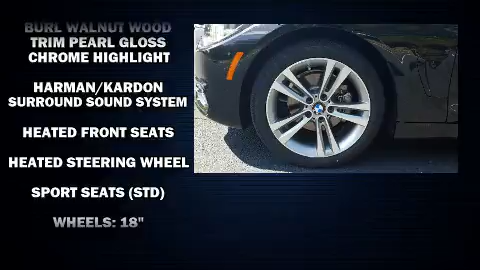 BURL WALNUT WOOD
TRIM PEARL GLOSS
CHROME HIGHLIGHT
HARMAN/KARDON
SURROUND SOUND SYSTEM
HEATED FRONT SEATS
HEATED STEERING WHEEL
SPORT SEATS (STD)
WHEELS: 18"